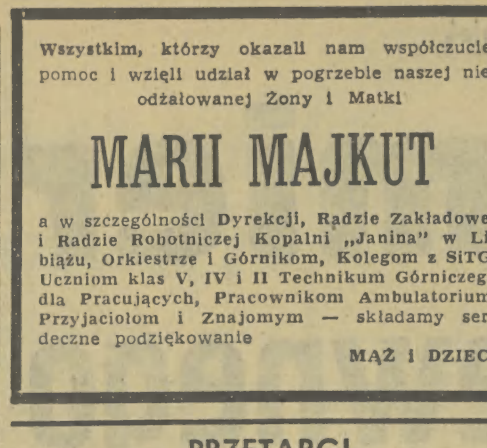 Wszystkim, którzy okazali nam współczucie
pomoc i wzięli udział w pogrzebie naszej nie
odżałowanej Żony i Matki
MARII MAJKUT
a w szczególności Dyrekcji, Radzie Zakładowe
i Radzie Robotniczej Kopalni „Janina" w Li
biążu, Orkiestrze i Górnikom, Kolegom z SiTG
Uczniom klas V, IV i II Technikum Górniczeg
dla Pracujących, Pracownikom Ambulatorium
Przyjaciołom i Znajomym — składamy ser
deczne podziękowanie
MĄŻ i DZIEC
PRZETARGI